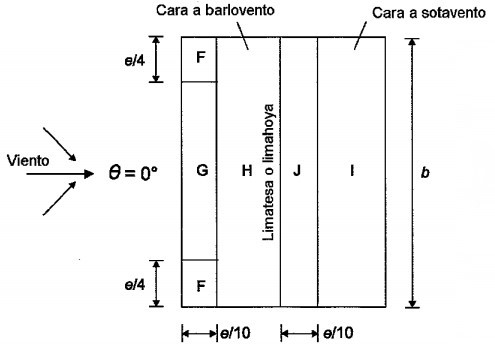 Cara a barlovento
Cara a sotavento
e/4
F
Viento
θ = 0°
G
H
Limatesa o limahoya
J
I
b
e/4
F
e/10
e/10